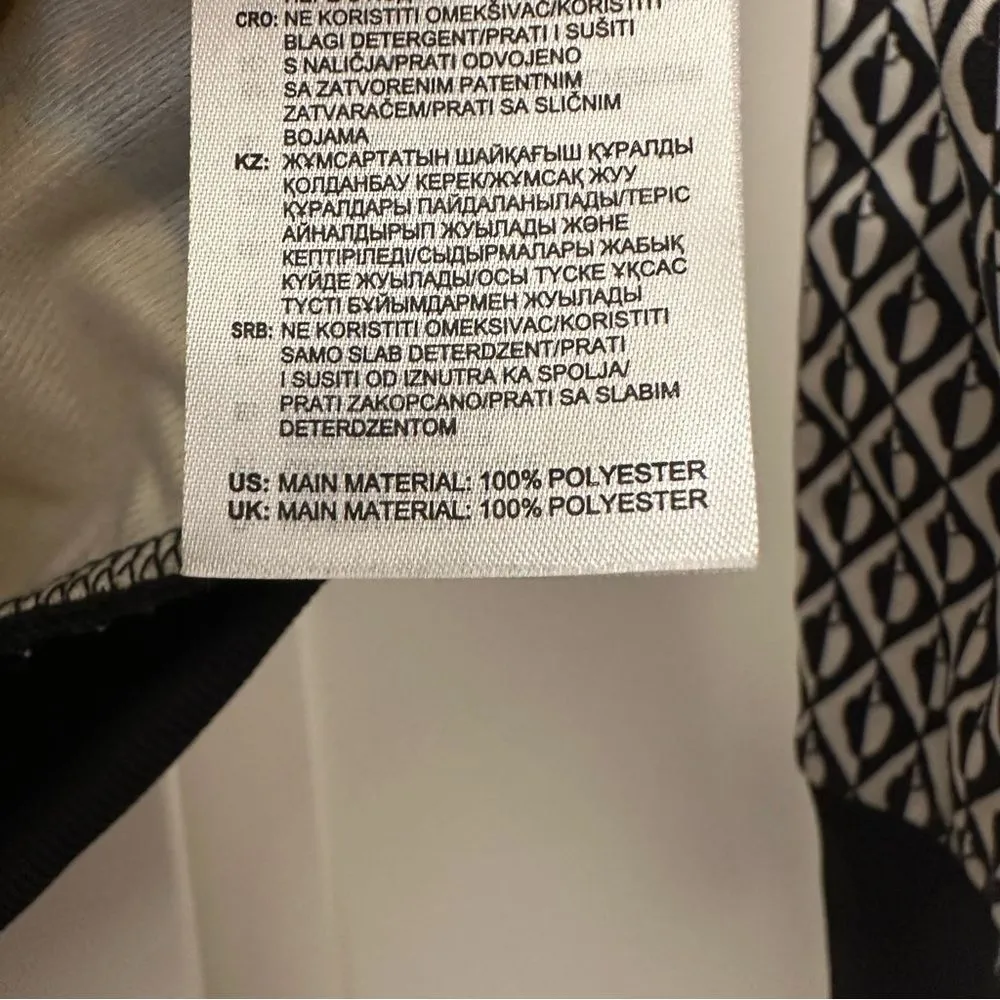 CRO: NE KORISTITI OMEKŠIVAČ/KORISTITI
BLAGI DETERGENT/PRATI I SUŠITI
S NALIČJA/PRATI ODVOJENO
SA ZATVORENIM PATENTNIM
ZATVARAČEM/PRATI SA SLIČNIM
BOJAMA
KZ: ЖҰМСАРТАТЫН ШАЙҚАҒЫШ ҚҰРАЛДЫ
ҚОЛДАНБАУ КЕРЕК/ЖҰМСАҚ ЖУУ
ҚҰРАЛДАРЫ ПАЙДАЛАНЫЛАДЫ/ТЕРІС
АЙНАЛДЫРЫП ЖУЫЛАДЫ ЖӘНЕ
КЕПТІРІЛЕДІ/СЫДЫРМАЛАРЫ ЖАБЫҚ
КҮЙДЕ ЖУЫЛАДЫ/ОСЫ ТҮСКЕ ҰҚСАС
ТҮСТІ БҰЙЫМДАРМЕН ЖУЫЛАДЫ
SRB: NE KORISTITI OMEKSIVAC/KORISTITI
SAMO SLAB DETERDZENT/PRATI
I SUSITI OD IZNUTRA KA SPOLJA/
PRATI ZAKOPCANO/PRATI SA SLABIM
DETERDZENTOM
US: MAIN MATERIAL: 100% POLYESTER
UK: MAIN MATERIAL: 100% POLYESTER